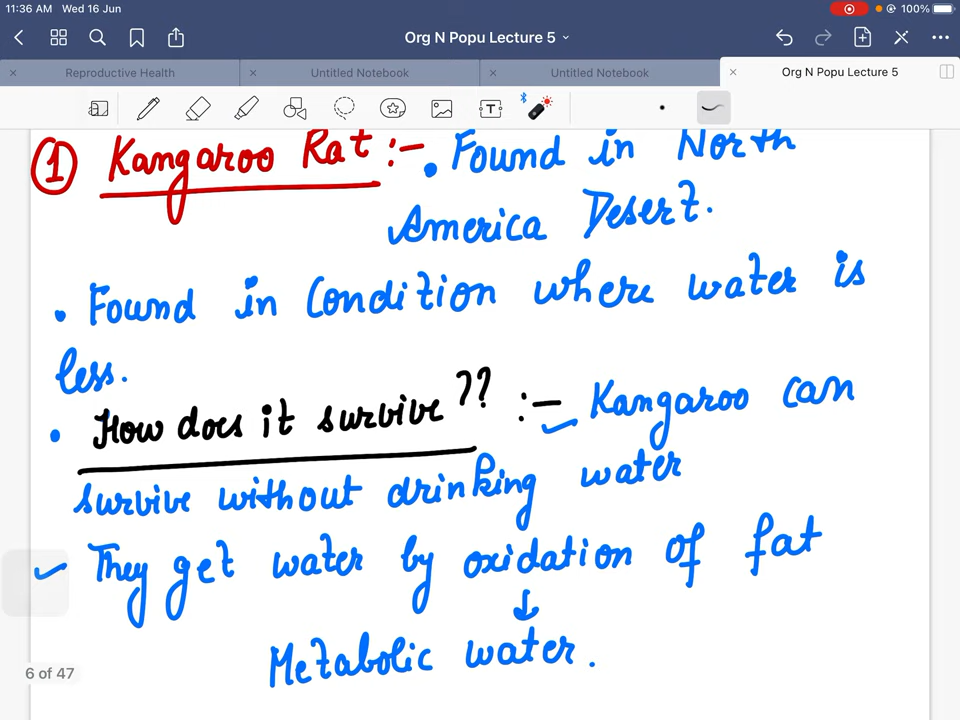 11:36 AM Wed 16 Jun
100%
Org N Popu Lecture 5
Reproductive Health
Untitled Notebook
Untitled Notebook
Org N Popu Lecture 5
① Kangaroo Rat :- • Found in North
America Desert.
• Found in Condition where water is
less.
• How does it survive ?? :- Kangaroo can
survive without drinking water
They get water by oxidation of fat
↓
Metabolic water.
6 of 47